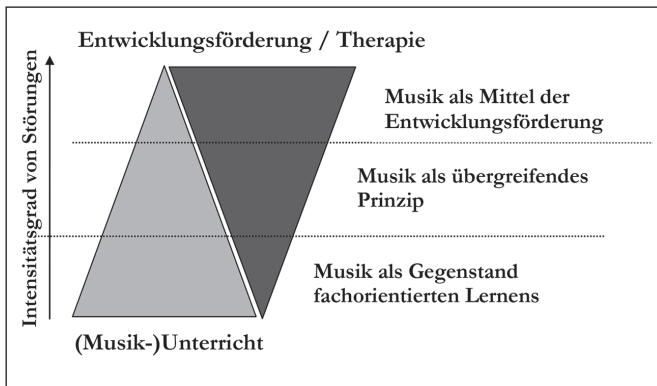 Entwicklungsförderung / Therapie
Intensitätsgrad von Störungen
Musik als Mittel der
Entwicklungsförderung
Musik als übergreifendes
Prinzip
Musik als Gegenstand
fachorientierten Lernens
(Musik-)Unterricht